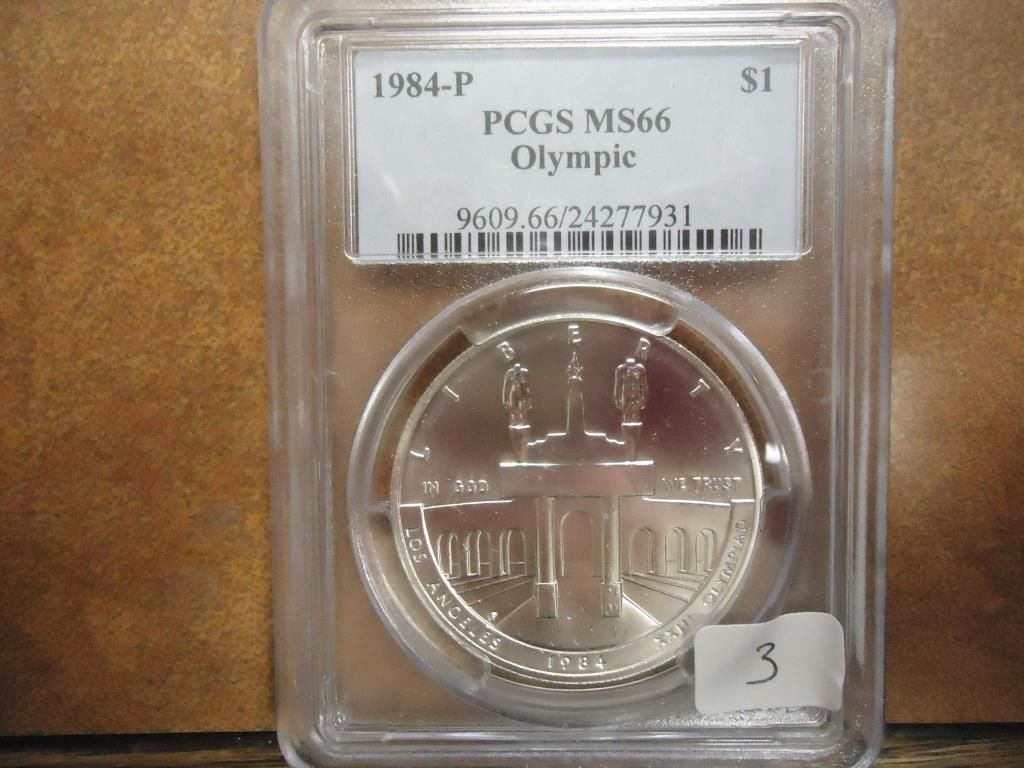 1984-P $1
PCGS MS66
Olympic
9609.66/24277931
LIBERTY
IN GOD WE TRUST
LOS ANGELES 1984 XXIII OLYMPIAD
P
3